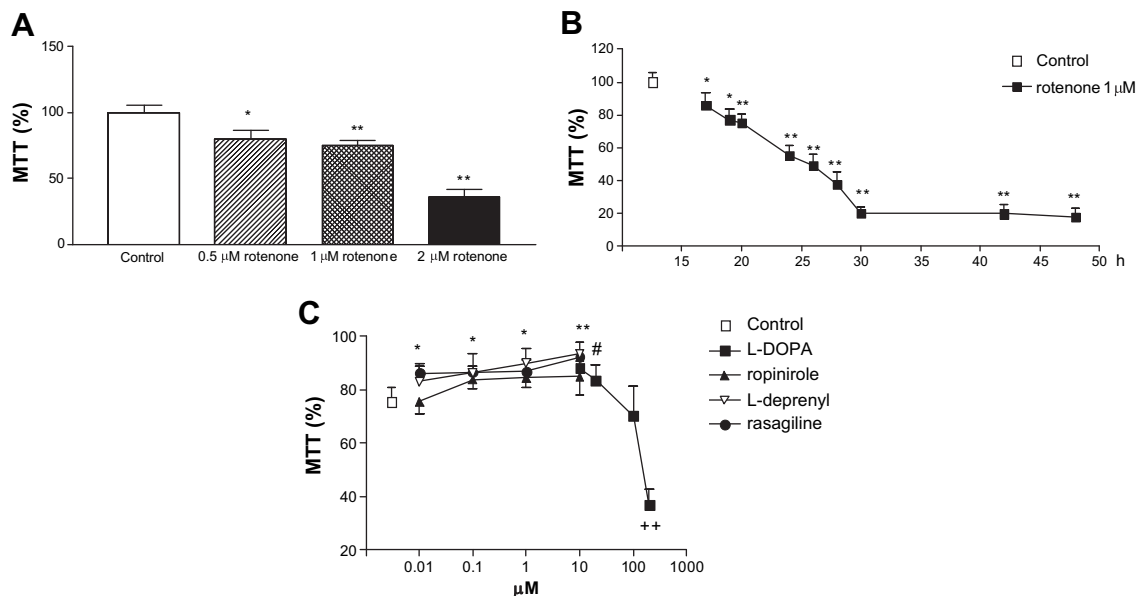 A
MTT (%)
150
100
50
0
*
**
**
Control
0.5 μM rotenone
1 μM rotenone
2 μM rotenone
B
MTT (%)
120
100
80
60
40
20
0
*
*
**
**
**
**
**
**
**
15 20 25 30 35 40 45 50 h
Control
rotenone 1 μM
C
MTT (%)
100
80
60
40
20
*
*
*
**
#
++
0.01 0.1 1 10 100 1000
μM
Control
L-DOPA
ropinirole
L-deprenyl
rasagiline